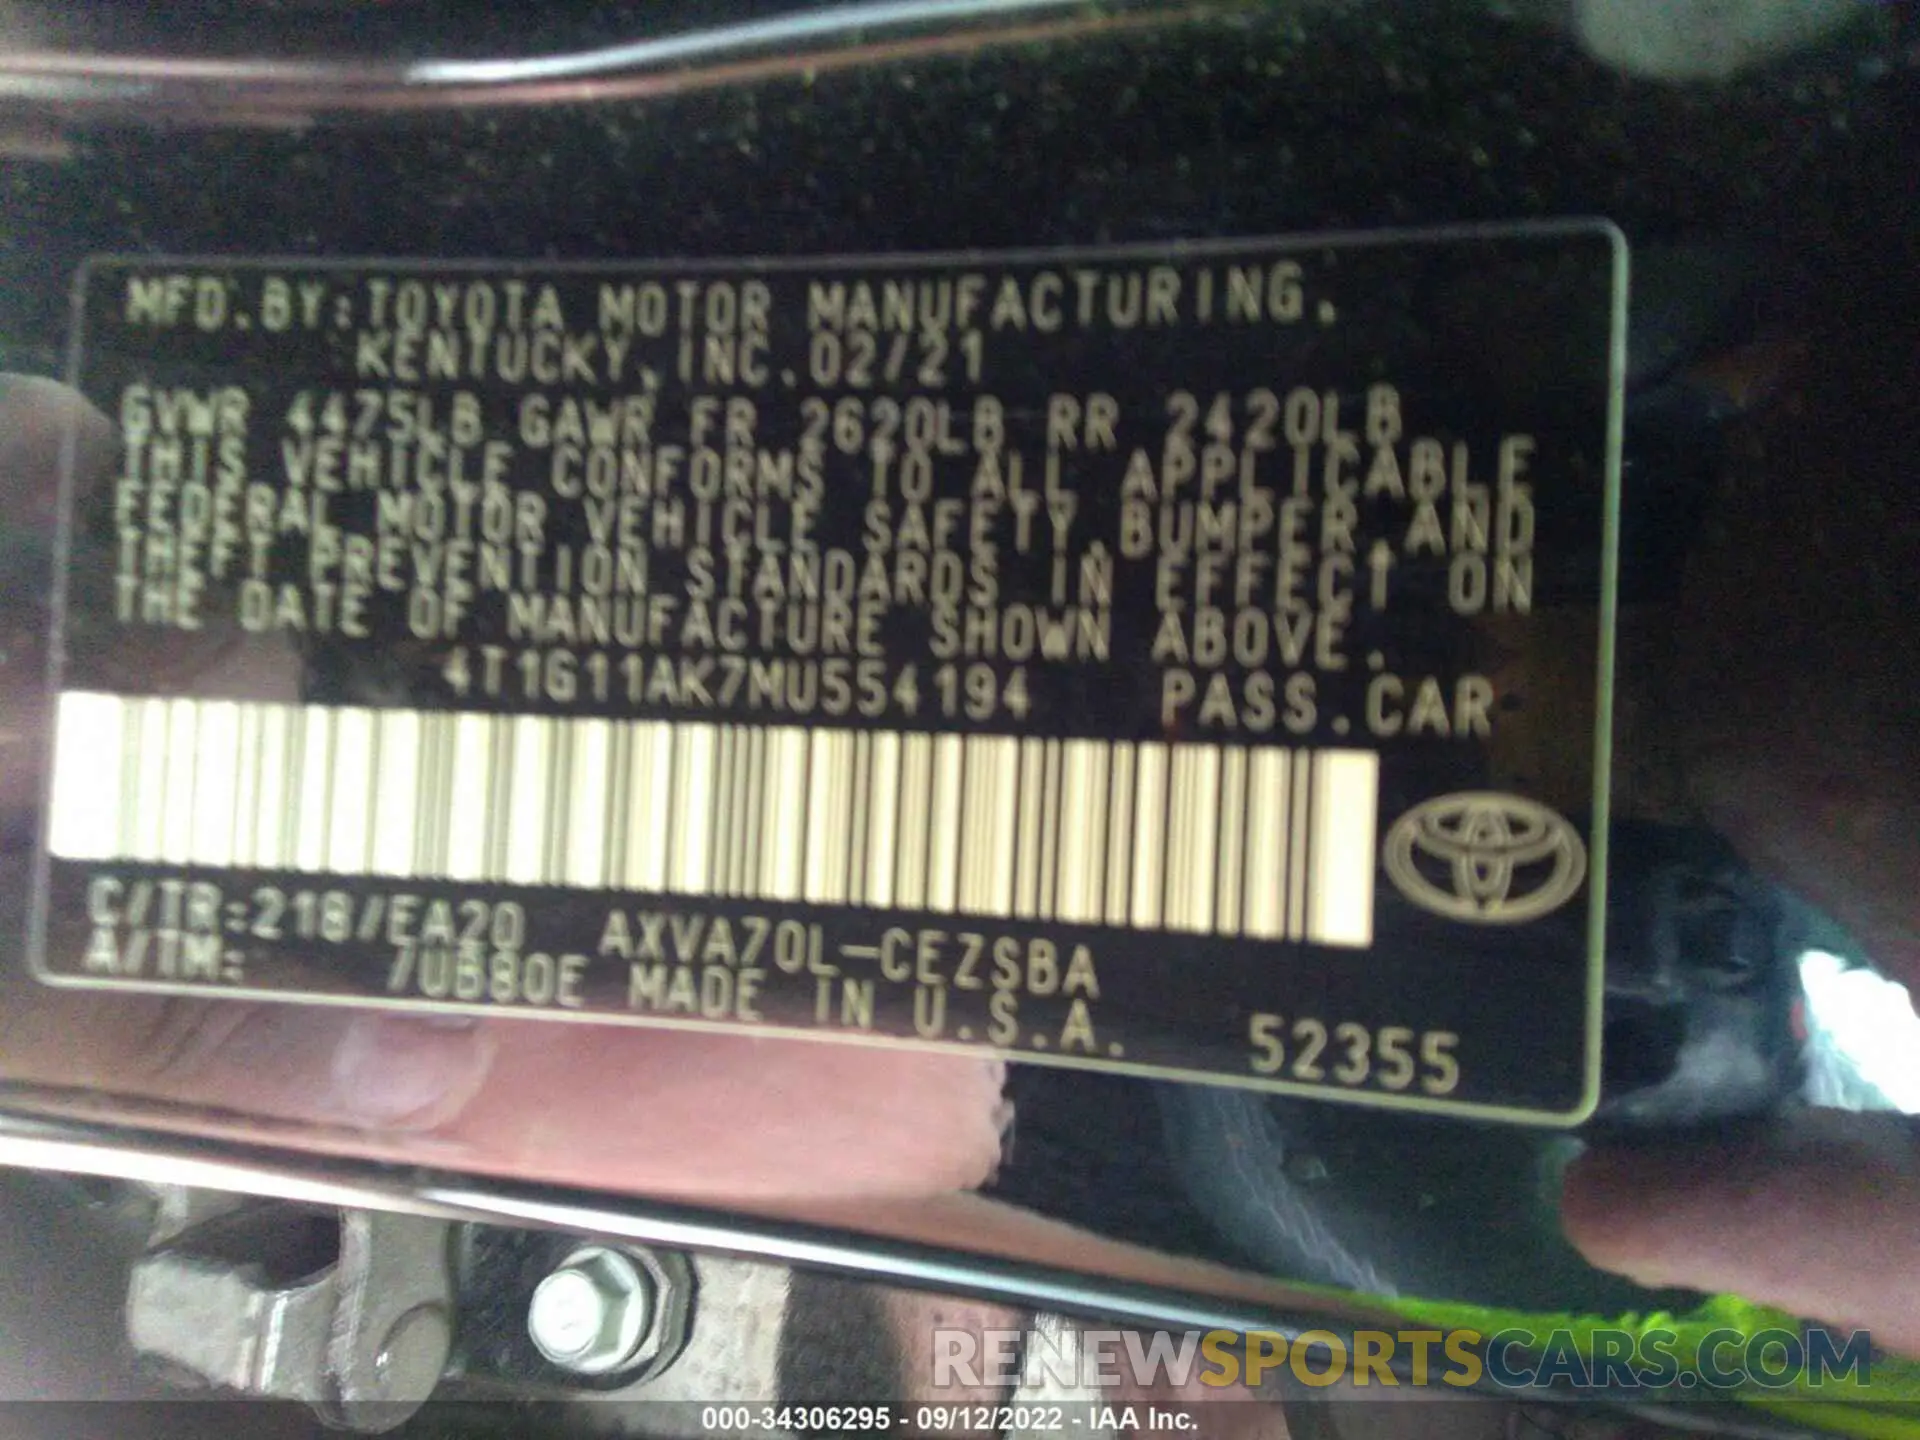 MFD.BY:TOYOTA MOTOR MANUFACTURING,
KENTUCKY, INC. 02/21
GVWR 4475LB GAWR FR 2620LB RR 2420LB
THIS VEHICLE CONFORMS TO ALL APPLICABLE
FEDERAL MOTOR VEHICLE SAFETY, BUMPER, AND
THEFT PREVENTION STANDARDS IN EFFECT ON
THE DATE OF MANUFACTURE SHOWN ABOVE.
4T1G11AK7MU554194 PASS.CAR
C/TR:218/EA20 AXVA70L-CEZSBA
A/TM: /UB80E MADE IN U.S.A.
52355
RENEWSPORTSCARS.COM
000-34306295 - 09/12/2022 - IAA Inc.